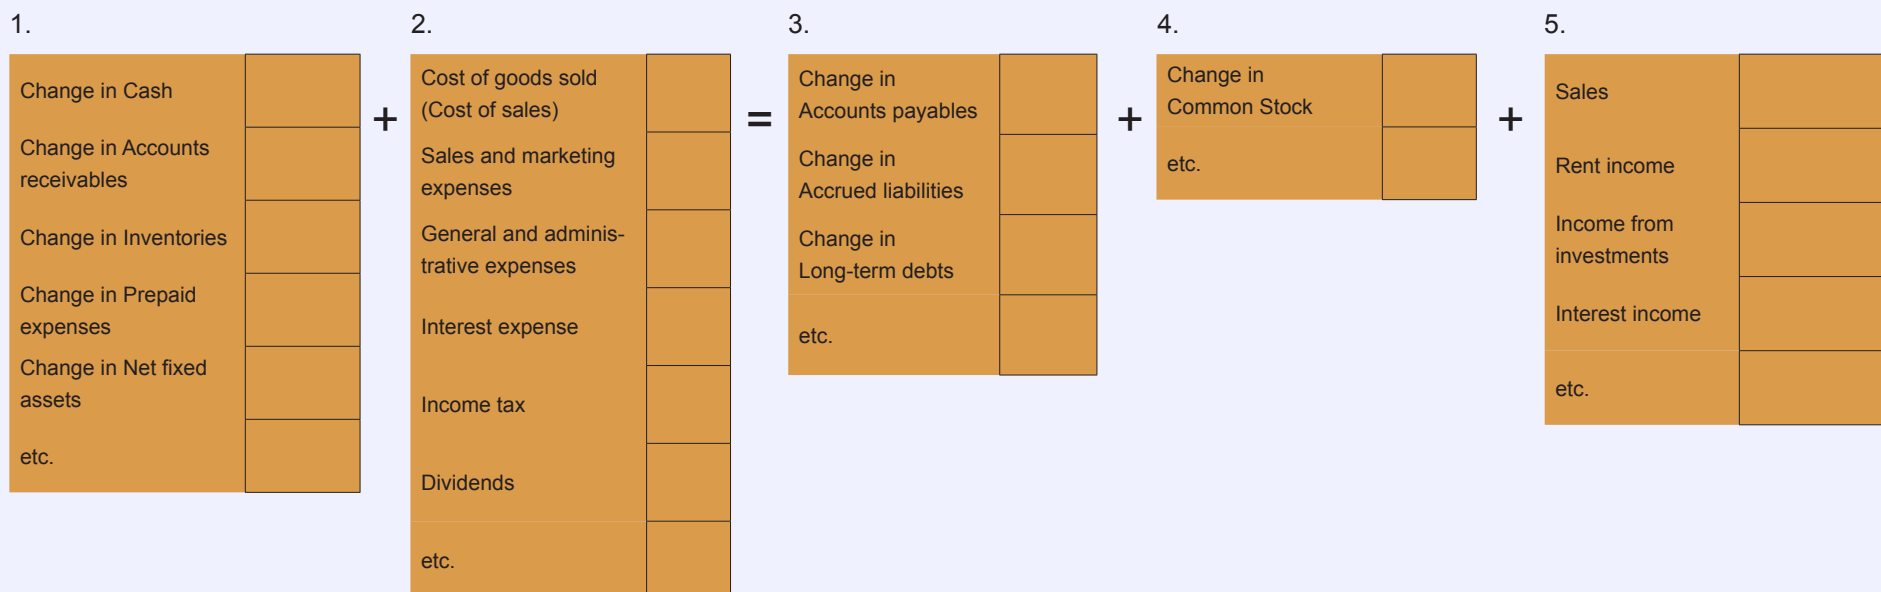 1.
Change in Cash
Change in Accounts
receivables
Change in Inventories
Change in Prepaid
expenses
Change in Net fixed
assets
etc.
+
2.
Cost of goods sold
(Cost of sales)
Sales and marketing
expenses
General and adminis-
trative expenses
Interest expense
Income tax
Dividends
etc.
=
3.
Change in
Accounts payables
Change in
Accrued liabilities
Change in
Long-term debts
etc.
+
4.
Change in
Common Stock
etc.
+
5.
Sales
Rent income
Income from
investments
Interest income
etc.